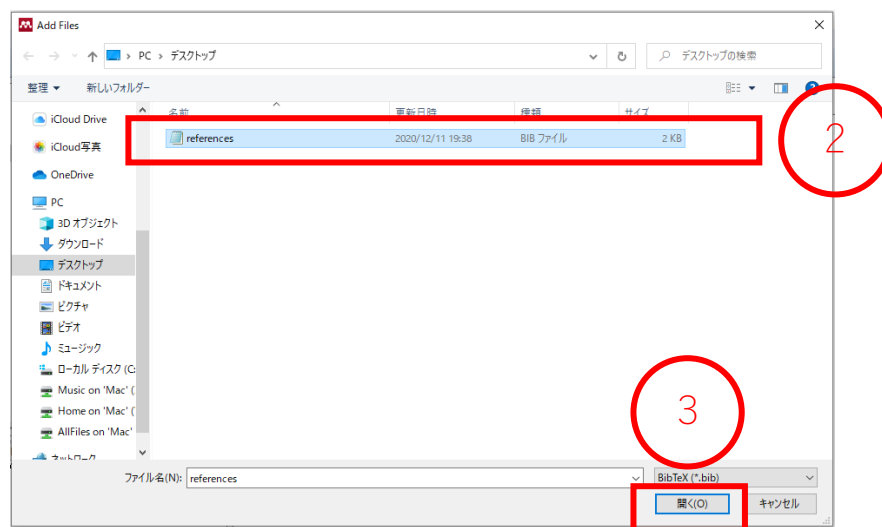 Add Files
PC > デスクトップ
デスクトップの検索
整理 新しいフォルダー
名前 更新日時 種類 サイズ
references 2020/12/11 19:38 BIB ファイル 2 KB
2
iCloud Drive
iCloud写真
OneDrive
PC
3D オブジェクト
ダウンロード
デスクトップ
ドキュメント
ピクチャ
ビデオ
ミュージック
ローカル ディスク (C:
Music on 'Mac' (
Home on 'Mac' (
AllFiles on 'Mac'
ネットワーク
3
ファイル名(N): references BibTeX (*.bib)
開く(O) キャンセル